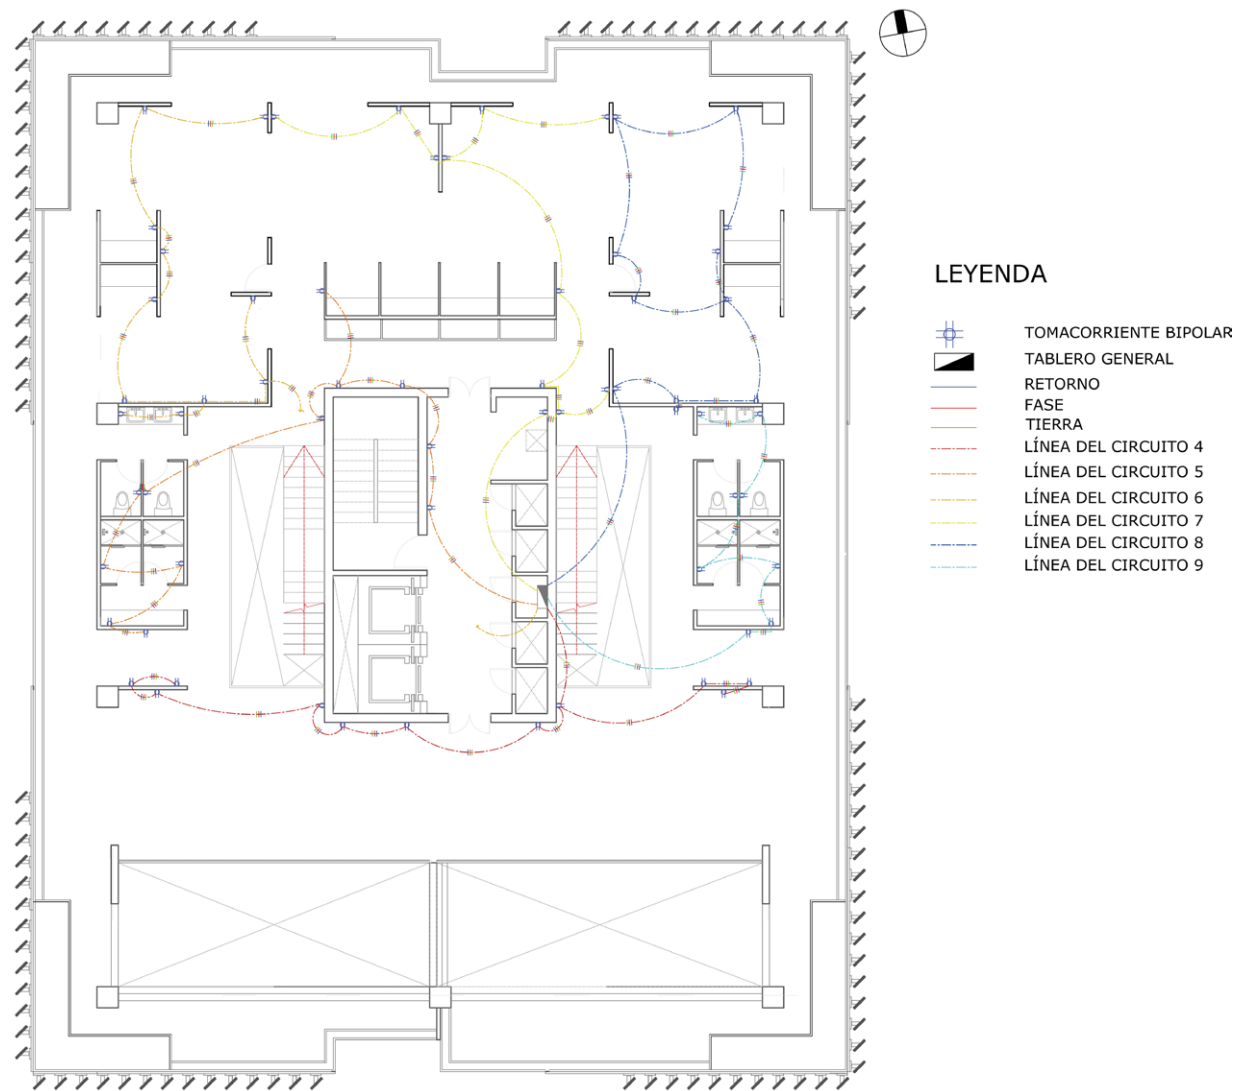 LEYENDA
TOMACORRIENTE BIPOLAR
TABLERO GENERAL
RETORNO
FASE
TIERRA
LÍNEA DEL CIRCUITO 4
LÍNEA DEL CIRCUITO 5
LÍNEA DEL CIRCUITO 6
LÍNEA DEL CIRCUITO 7
LÍNEA DEL CIRCUITO 8
LÍNEA DEL CIRCUITO 9